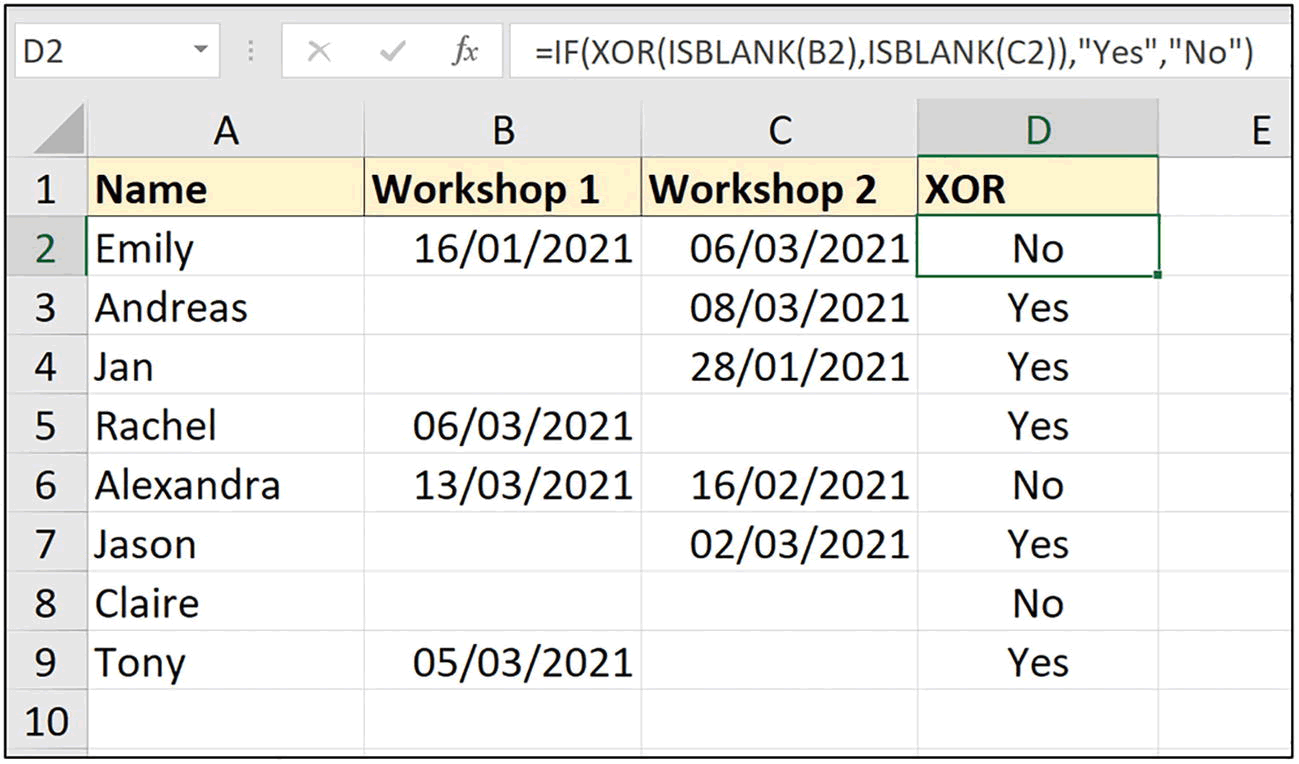 D2 fx =IF(XOR(ISBLANK(B2),ISBLANK(C2)),"Yes","No")
A B C D E
1 Name Workshop 1 Workshop 2 XOR
2 Emily 16/01/2021 06/03/2021 No
3 Andreas 08/03/2021 Yes
4 Jan 28/01/2021 Yes
5 Rachel 06/03/2021 Yes
6 Alexandra 13/03/2021 16/02/2021 No
7 Jason 02/03/2021 Yes
8 Claire No
9 Tony 05/03/2021 Yes
10